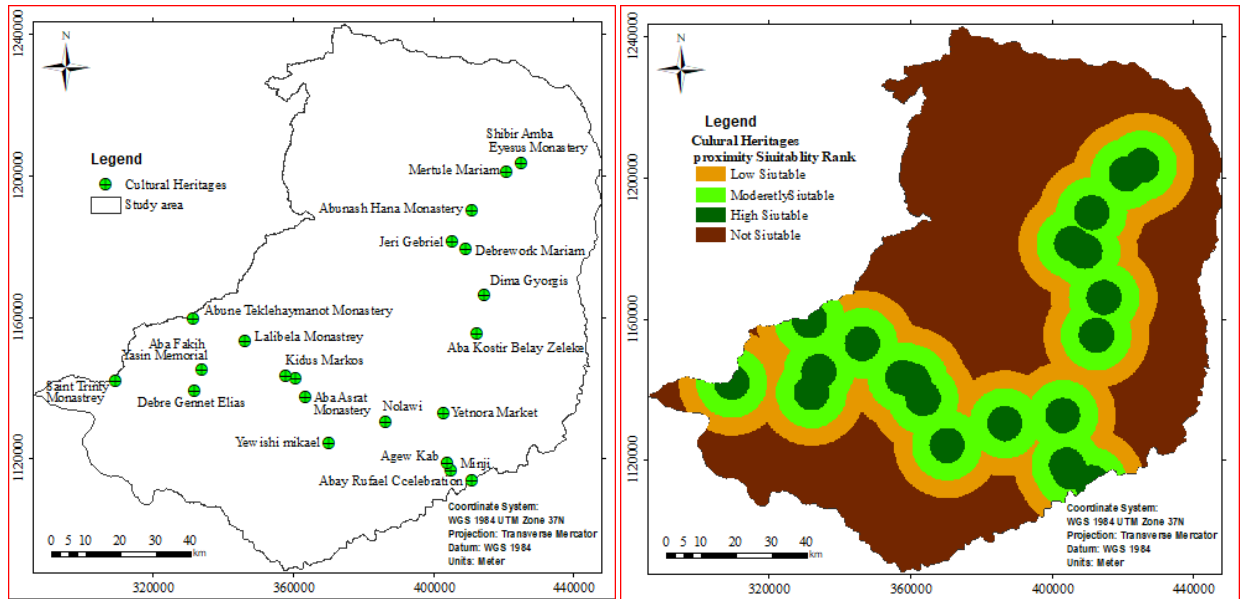 1240000
1200000
1160000
1120000
N
Legend
Cultural Heritages
Study area
Shibir Amba
Eyesus Monastery
Mertule Mariam
Abunash Hana Monastery
Jeri Gebriel
Debrework Mariam
Dima Gyorgis
Abune Teklehaymanot Monastery
Lalibela Monastrey
Aba Kostir Belay Zeleke
Aba Fakih
Yasin Memorial
Kidus Markos
Saint Trinty
Monastrey
Debre Gennet Elias
Aba Asrat
Monastery
Nolawi
Yetnora Market
Yewishi mikael
Agew Kab
Minji
Abay Rufael Ccelebration
Coordinate System:
WGS 1984 UTM Zone 37N
Projection: Transverse Mercator
Datum: WGS 1984
Units: Meter
0 5 10 20 30 40
km
320000 360000 400000 440000
1240000
1200000
1160000
1120000
N
Legend
Culural Heritages
proximity Siuitablity Rank
Low Siutable
ModeretlySiutable
High Siutable
Not Siutable
Coordinate System:
WGS 1984 UTM Zone 37N
Projection: Transverse Mercator
Datum: WGS 1984
Units: Meter
0 5 10 20 30 40
km
320000 360000 400000 440000